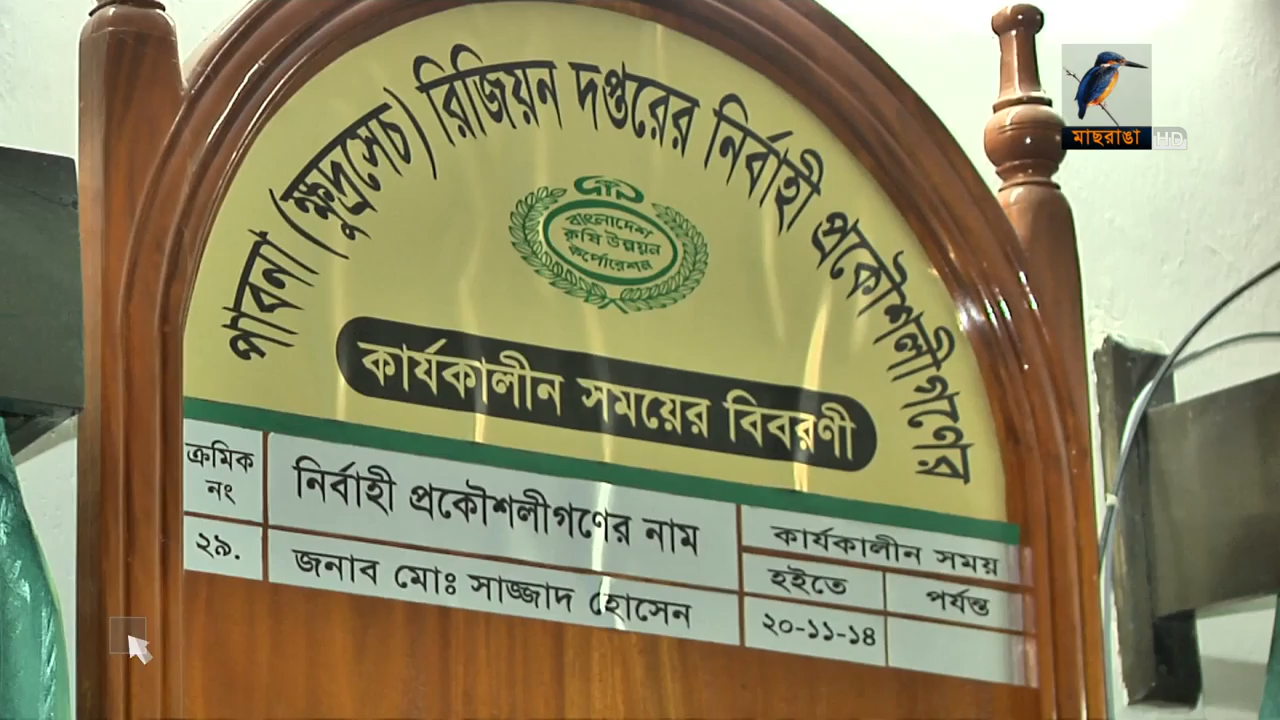 পাবনা (ক্ষুদ্রসেচ) রিজিয়ন দপ্তরের নির্বাহী প্রকৌশলীগণের
বাংলাদেশ
কৃষি উন্নয়ন
কর্পোরেশন
কার্যকালীন সময়ের বিবরণী
ক্রমিক নং
নির্বাহী প্রকৌশলীগণের নাম
কার্যকালীন সময়
হইতে
পর্যন্ত
২৯.
জনাব মোঃ সাজ্জাদ হোসেন
২০-১১-১৪
মাছরাঙা HD